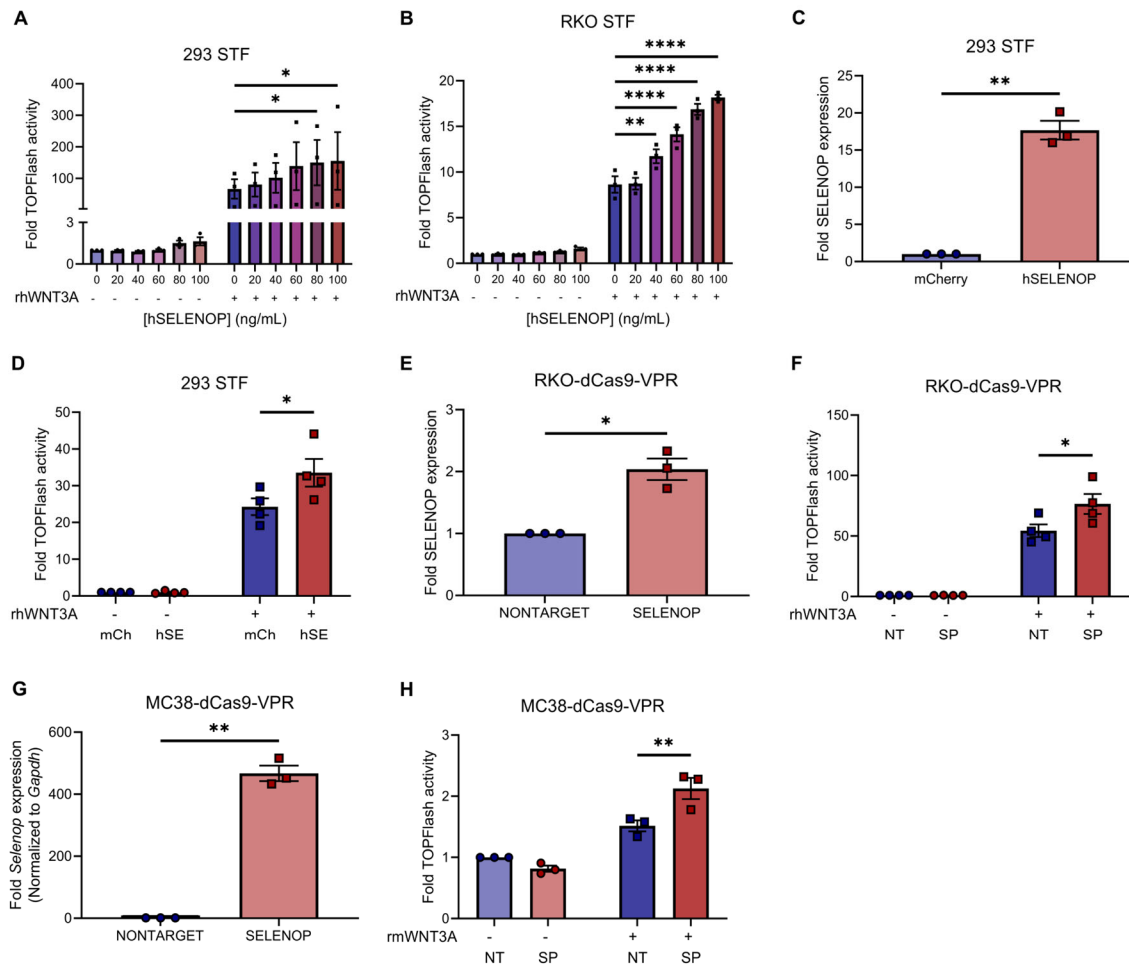 A
293 STF
Fold TOPFlash activity
400
300
200
100
3
0
*
*
0 20 40 60 80 100 0 20 40 60 80 100
rhWNT3A - - - - - - + + + + + +
[hSELENOP] (ng/mL)
B
RKO STF
Fold TOPFlash activity
20
15
10
5
0
****
****
****
**
0 20 40 60 80 100 0 20 40 60 80 100
rhWNT3A - - - - - - + + + + + +
[hSELENOP] (ng/mL)
C
293 STF
Fold SELENOP expression
25
20
15
10
5
0
**
mCherry hSELENOP
D
293 STF
Fold TOPFlash activity
50
40
30
20
10
0
*
rhWNT3A - - + +
mCh hSE mCh hSE
E
RKO-dCas9-VPR
Fold SELENOP expression
3
2
1
0
*
NONTARGET SELENOP
F
RKO-dCas9-VPR
Fold TOPFlash activity
150
100
50
0
*
rhWNT3A - - + +
NT SP NT SP
G
MC38-dCas9-VPR
Fold Selenop expression
(Normalized to Gapdh)
600
400
200
0
**
NONTARGET SELENOP
H
MC38-dCas9-VPR
Fold TOPFlash activity
3
2
1
0
**
rmWNT3A - - + +
NT SP NT SP